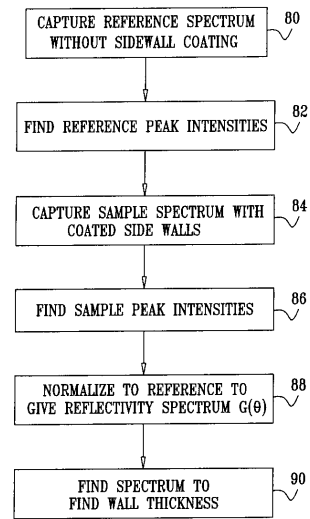 CAPTURE REFERENCE SPECTRUM
WITHOUT SIDEWALL COATING
80
FIND REFERENCE PEAK INTENSITIES
82
CAPTURE SAMPLE SPECTRUM WITH
COATED SIDE WALLS
84
FIND SAMPLE PEAK INTENSITIES
86
NORMALIZE TO REFERENCE TO
GIVE REFLECTIVITY SPECTRUM G(θ)
88
FIND SPECTRUM TO
FIND WALL THICKNESS
90